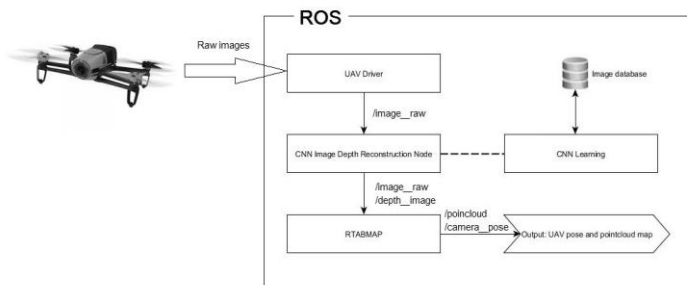 ROS
Raw images
UAV Driver
Image database
/image_raw
CNN Image Depth Reconstruction Node
CNN Learning
/image_raw
/depth_image
/poincloud
/camera_pose
RTABMAP
Output: UAV pose and pointcloud map